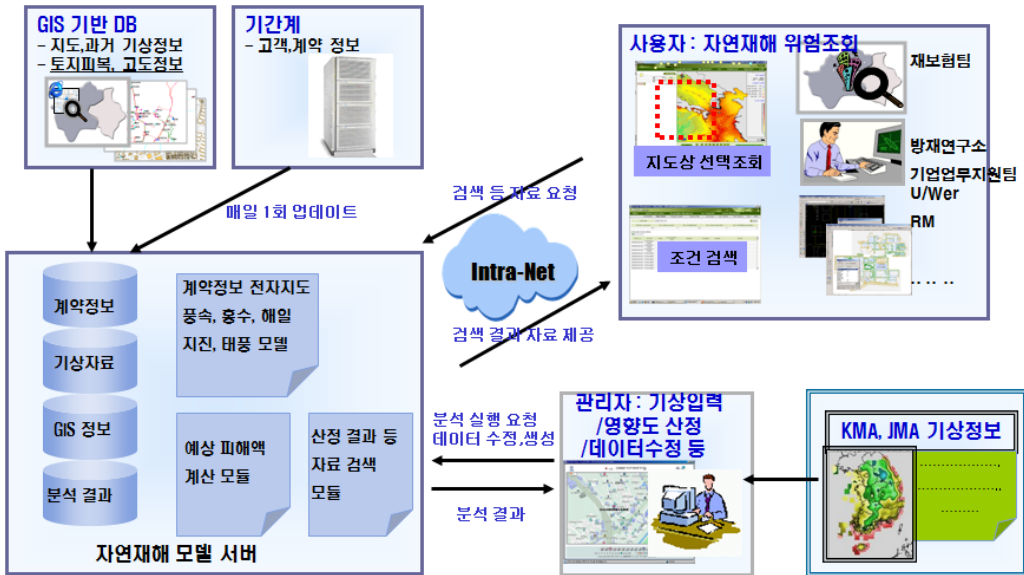 GIS 기반 DB
- 지도,과거 기상정보
- 토지피복, 고도정보
기간계
- 고객,계약 정보
사용자 : 자연재해 위험조회
재보험팀
지도상 선택조회
방재연구소
기업업무지원팀
U/Wer
RM
조건 검색
.. .. ..
매일 1회 업데이트
검색 등 자료 요청
Intra-Net
검색 결과 자료 제공
계약정보
기상자료
GIS 정보
분석 결과
계약정보 전자지도
풍속, 홍수, 해일
지진, 태풍 모델
예상 피해액
계산 모듈
산정 결과 등
자료 검색
모듈
자연재해 모델 서버
분석 실행 요청
데이터 수정,생성
분석 결과
관리자 : 기상입력
/영향도 산정
/데이터수정 등
KMA, JMA 기상정보